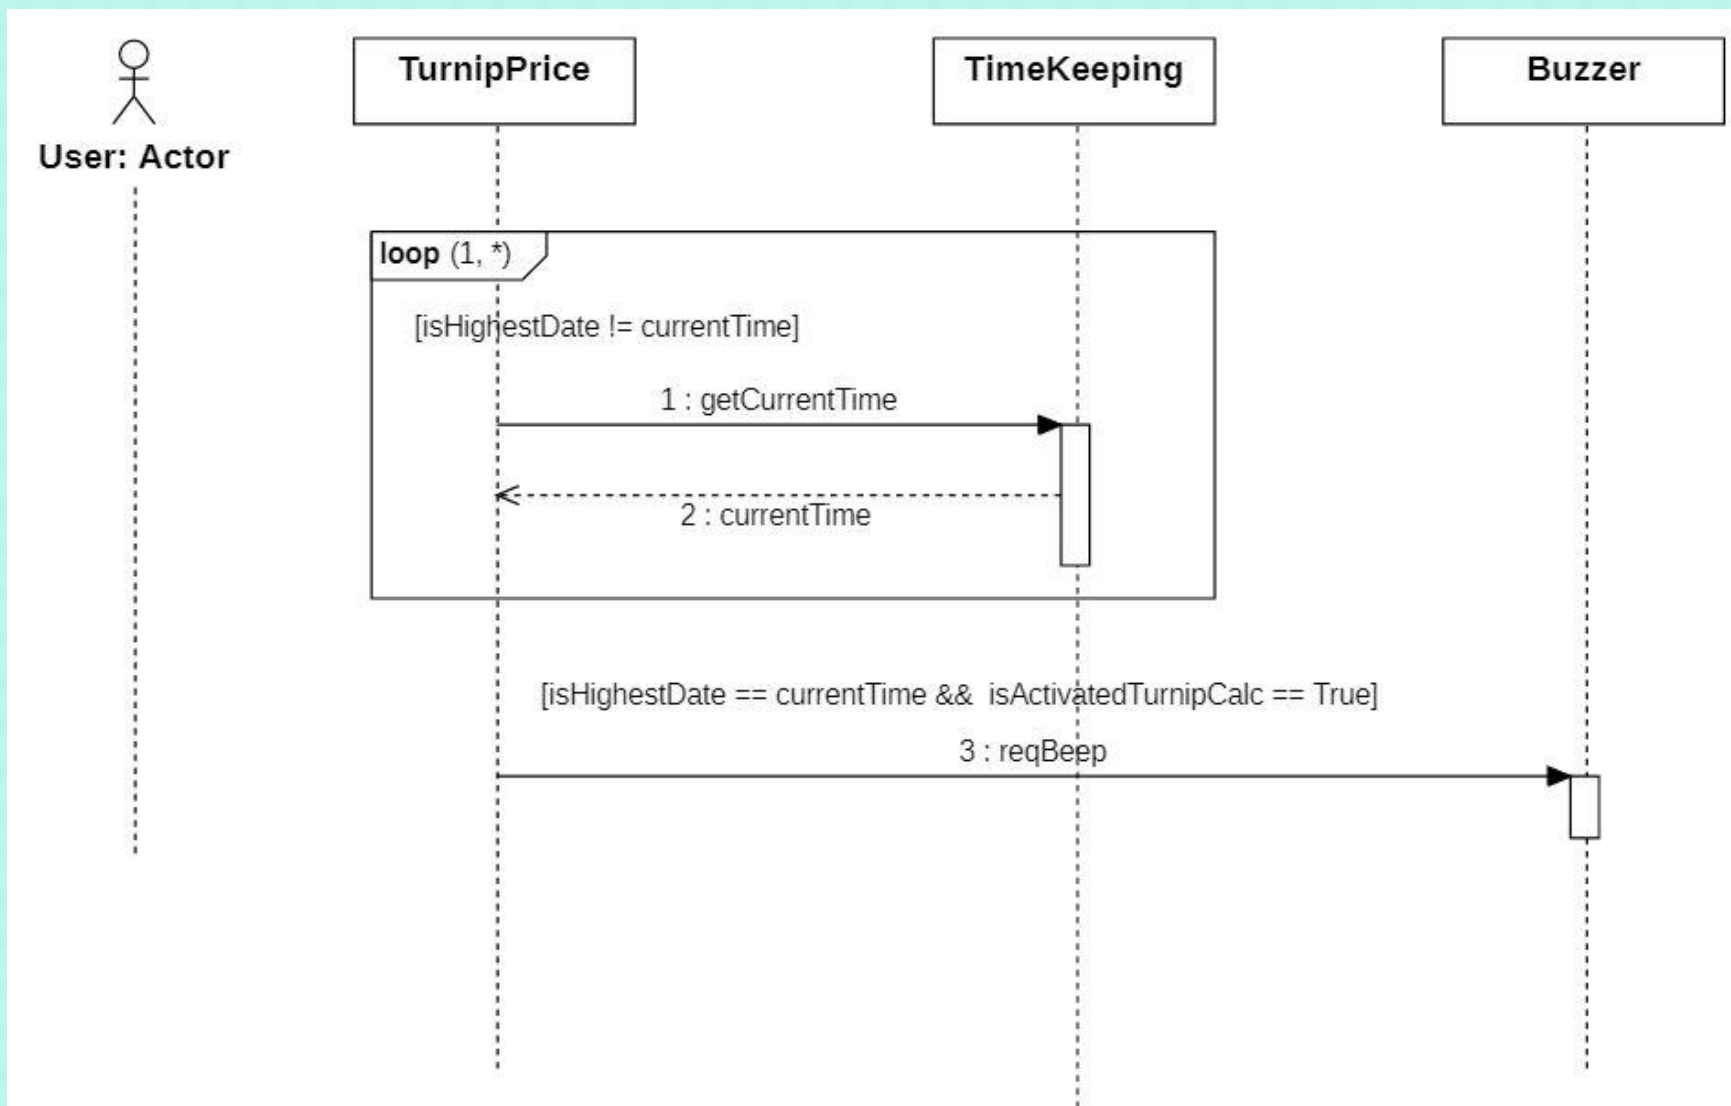 TurnipPrice
TimeKeeping
Buzzer
User: Actor
loop (1, *)
[isHighestDate != currentTime]
1 : getCurrentTime
2 : currentTime
[isHighestDate == currentTime && isActivatedTurnipCalc == True]
3 : reqBeep